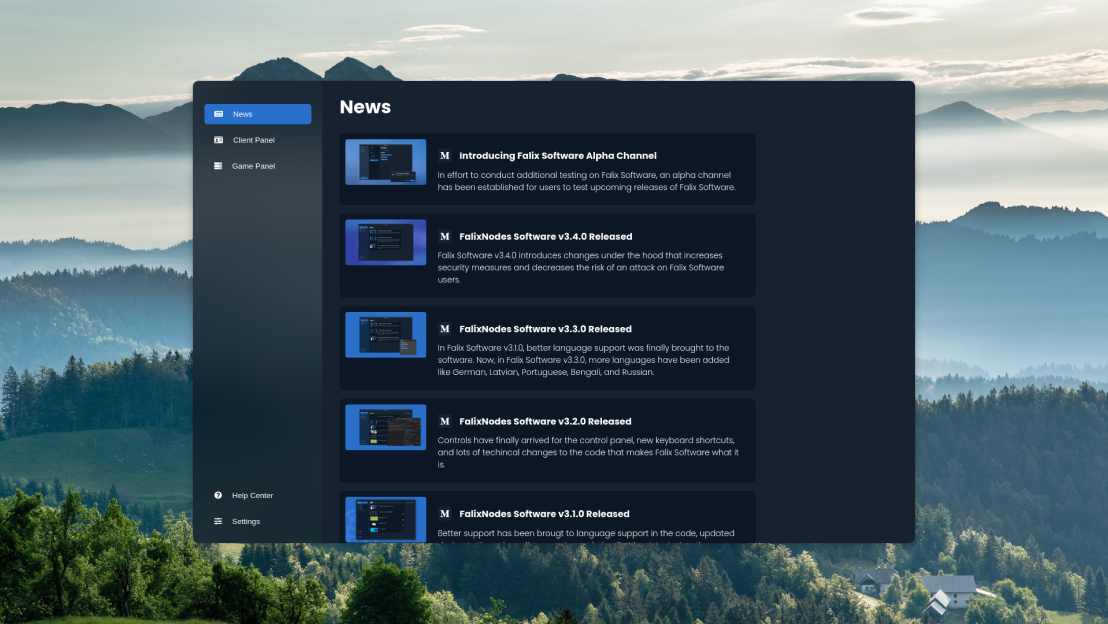 News
Client Panel
Game Panel
Help Center
Settings
News
M Introducing Falix Software Alpha Channel
In effort to conduct additional testing on Falix Software, an alpha channel
has been established for users to test upcoming releases of Falix Software.
M FalixNodes Software v3.4.0 Released
Falix Software v3.4.0 introduces changes under the hood that increases
security measures and decreases the risk of an attack on Falix Software
users.
M FalixNodes Software v3.3.0 Released
In Falix Software v3.1.0, better language support was finally brought to the
software. Now, in Falix Software v3.3.0, more languages have been added
like German, Latvian, Portuguese, Bengali, and Russian.
M FalixNodes Software v3.2.0 Released
Controls have finally arrived for the control panel, new keyboard shortcuts,
and lots of techincal changes to the code that makes Falix Software what it
is.
M FalixNodes Software v3.1.0 Released
Better support has been brougt to language support in the code, updated